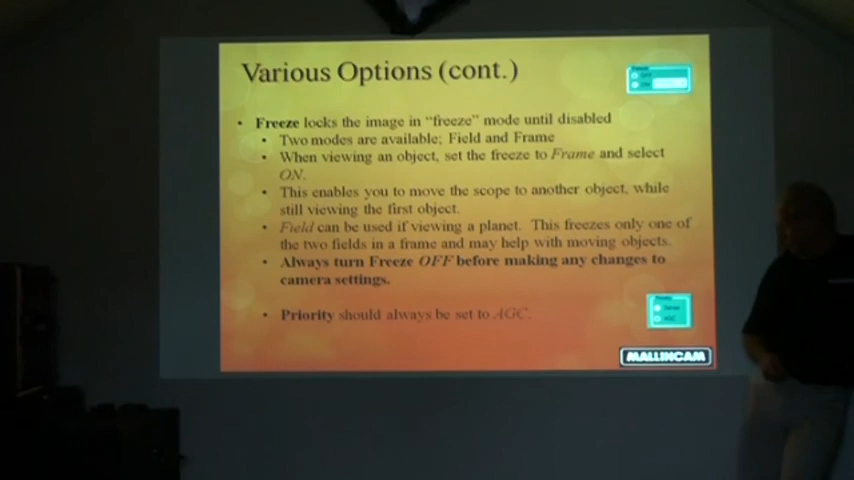 Various Options (cont.)
• Freeze locks the image in “freeze” mode until disabled
• Two modes are available; Field and Frame
• When viewing an object, set the freeze to Frame and select
ON.
• This enables you to move the scope to another object, while
still viewing the first object.
• Field can be used if viewing a planet. This freezes only one of
the two fields in a frame and may help with moving objects.
• Always turn Freeze OFF before making any changes to
camera settings.
• Priority should always be set to AGC.
MALLINCAM